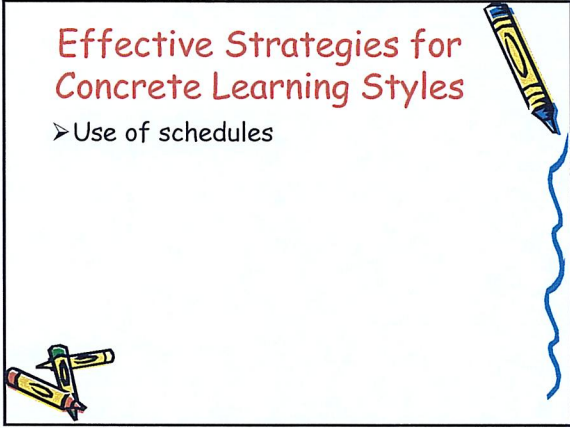 Effective Strategies for
Concrete Learning Styles
➢Use of schedules